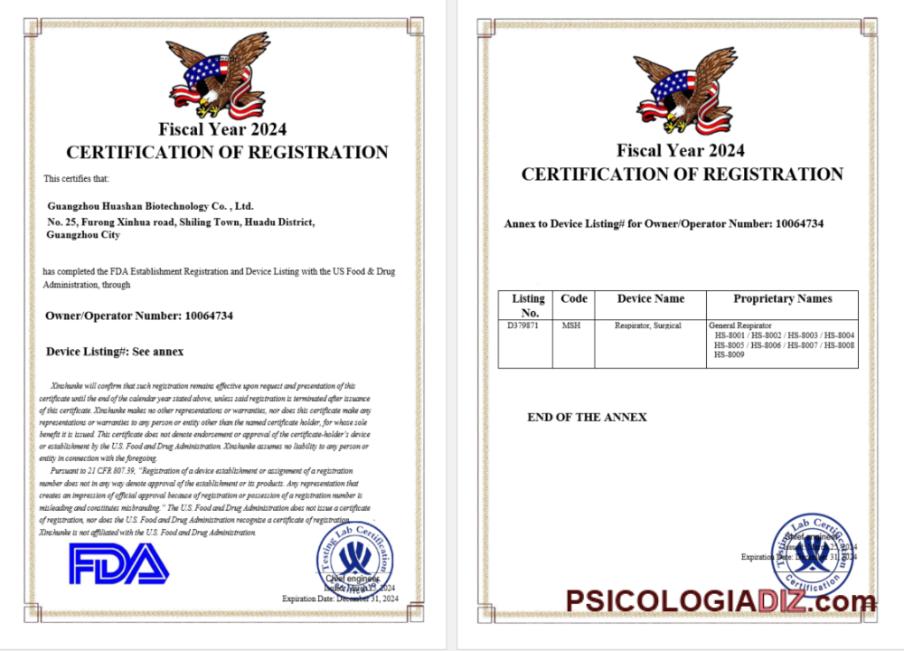 Fiscal Year 2024
CERTIFICATION OF REGISTRATION
This certifies that:
Guangzhou Huashan Biotechnology Co. , Ltd.
No. 25, Furong Xinhua road, Shiling Town, Huadu District,
Guangzhou City
has completed the FDA Establishment Registration and Device Listing with the US Food & Drug
Administration, through
Owner/Operator Number: 10064734
Device Listing#: See annex
Xinshunke will confirm that such registration remains effective upon request and presentation of this
certificate until the end of the calendar year stated above, unless said registration is terminated after issuance
of this certificate. Xinshunke makes no other representations or warranties, nor does this certificate make any
representations or warranties to any person or entity other than the named certificate holder, for whose sole
benefit it is issued. This certificate does not denote endorsement or approval of the certificate-holder's device
or establishment by the U.S. Food and Drug Administration. Xinshunke assumes no liability to any person or
entity in connection with the foregoing.
Pursuant to 21 CFR 807.39, "Registration of a device establishment or assignment of a registration
number does not in any way denote approval of the establishment or its products. Any representation that
creates an impression of official approval because of registration or possession of a registration number is
misleading and constitutes misbranding." The U.S. Food and Drug Administration does not issue a certificate
of registration, nor does the U.S. Food and Drug Administration recognize a certificate of registration.
Xinshunke is not affiliated with the U.S. Food and Drug Administration.
FDA
Testing Lab Certification
Certification
2024
Expiration Date: December 31, 2024
Fiscal Year 2024
CERTIFICATION OF REGISTRATION
Annex to Device Listing# for Owner/Operator Number: 10064734
Listing No. Code Device Name Proprietary Names
D379871 MSH Respirator, Surgical General Respirator
HS-8001 / HS-8002 / HS-8003 / HS-8004
HS-8005 / HS-8006 / HS-8007 / HS-8008
HS-8009
END OF THE ANNEX
Testing Lab Certification
Certification
2024
Expiration 31, 2024
PSICOLOGIADIZ.com